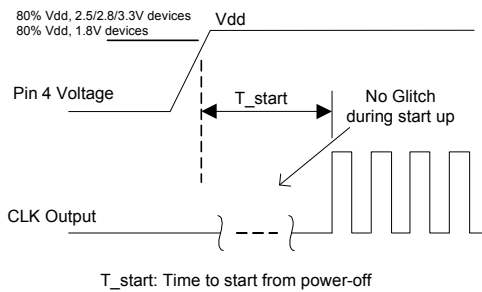 80% Vdd, 2.5/2.8/3.3V devices
80% Vdd, 1.8V devices
Vdd
Pin 4 Voltage
T_start
No Glitch
during start up
CLK Output
T_start: Time to start from power-off